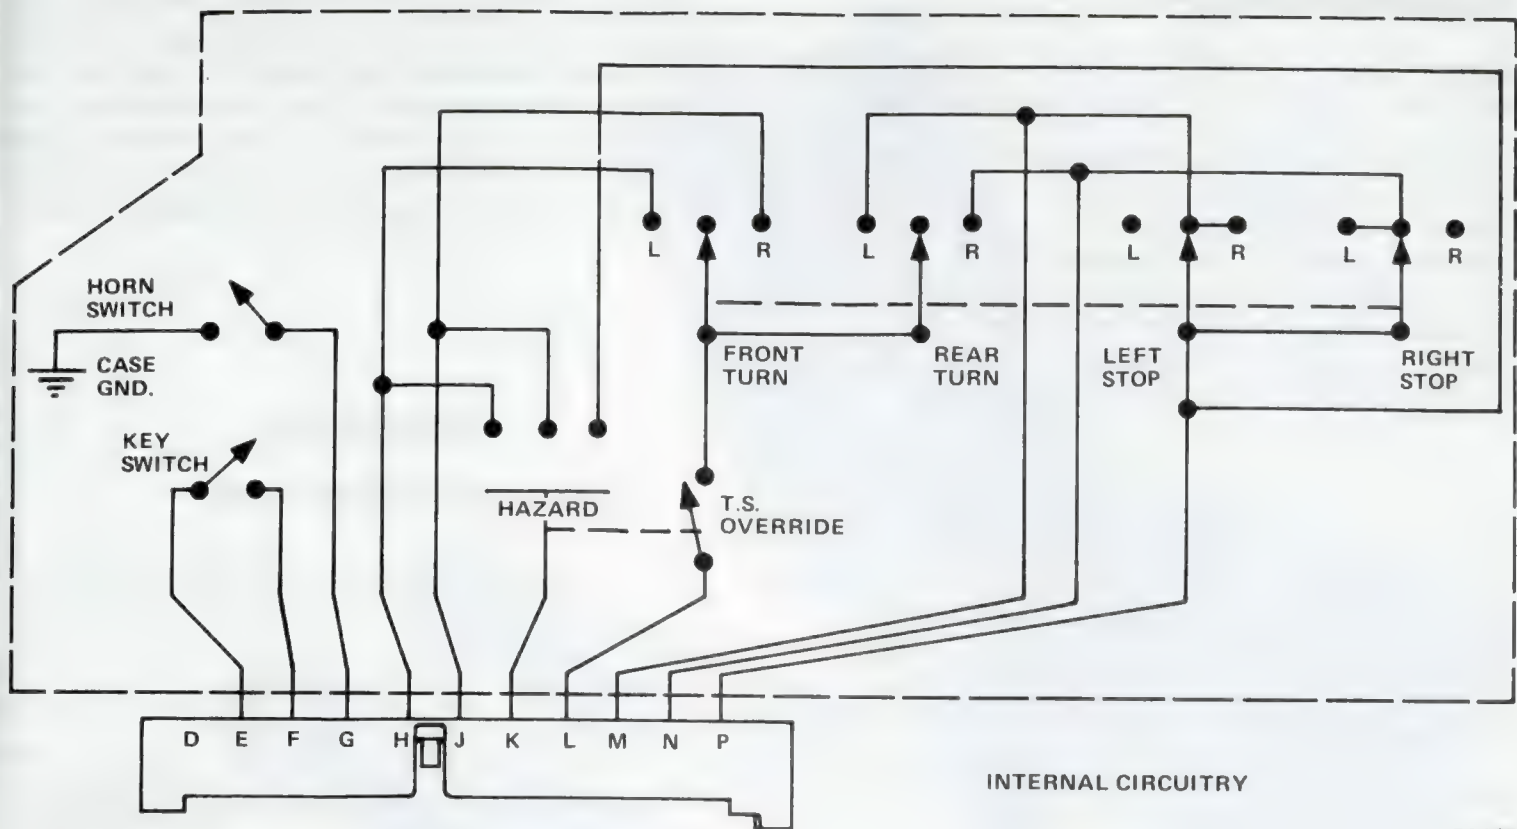 L
R
L
R
L
R
L
R
HORN
SWITCH
CASE
GND.
FRONT
TURN
REAR
TURN
LEFT
STOP
RIGHT
STOP
KEY
SWITCH
HAZARD
T.S.
OVERRIDE
D E F G H J K L M N P
INTERNAL CIRCUITRY